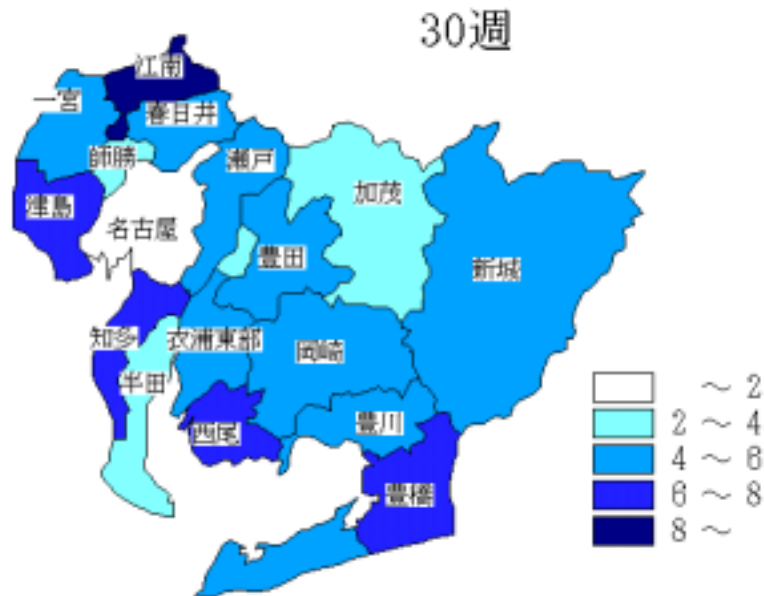 30週
江南
一宮
春日井
師勝
瀬戸
加茂
津島
名古屋
豊田
新城
知多
衣浦東部
岡崎
半田
豊川
西尾
豊橋
～ 2
2 ～ 4
4 ～ 6
6 ～ 8
8 ～